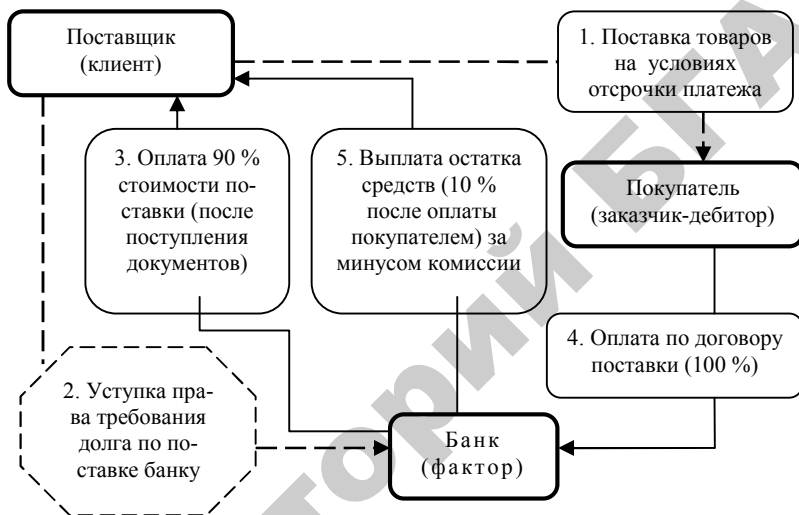 Поставщик
(клиент)
1. Поставка товаров
на условиях
отсрочки платежа
3. Оплата 90 %
стоимости по-
ставки (после
поступления
документов)
5. Выплата остатка
средств (10 %
после оплаты
покупателем) за
минусом комиссии
Покупатель
(заказчик-дебитор)
4. Оплата по договору
поставки (100 %)
2. Уступка пра-
ва требования
долга по по-
ставке банку
Банк
(фактор)
торий БГА